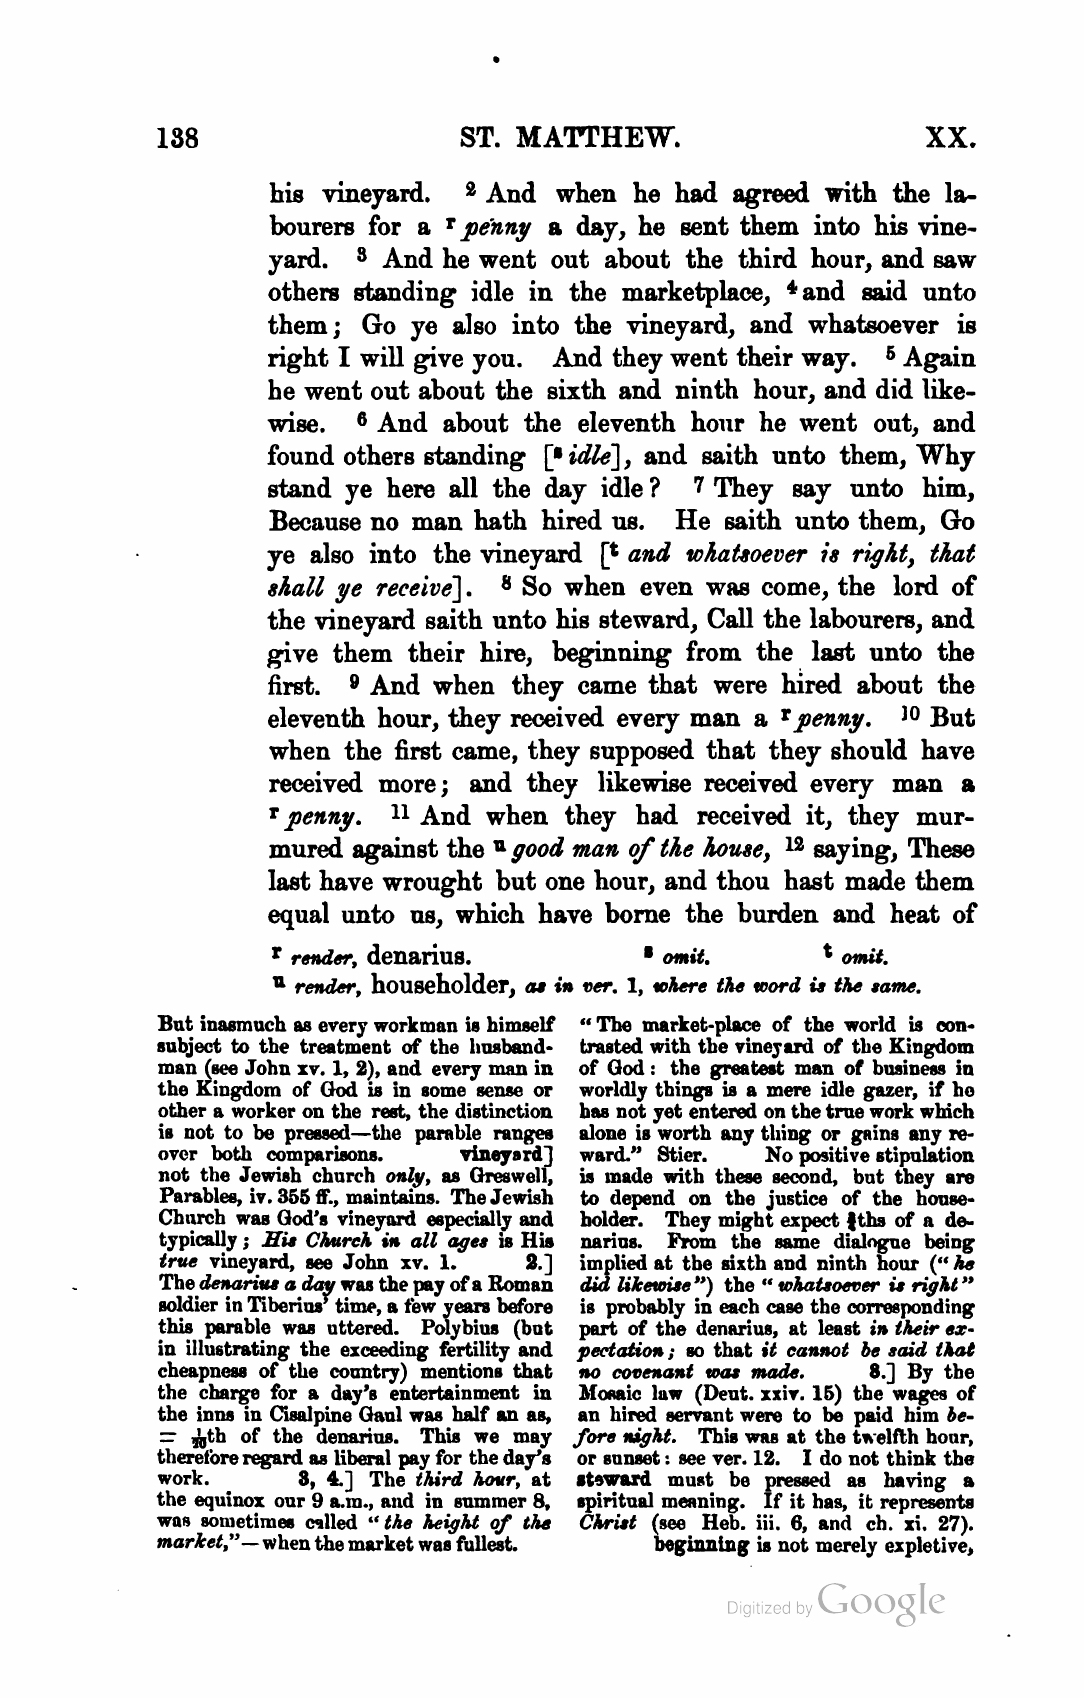 138 ST. MATTHEW. XX.
his vineyard. 2 And when he had agreed with the la-
bourers for a r penny a day, he sent them into his vine-
yard. 3 And he went out about the third hour, and saw
others standing idle in the marketplace, 4 and said unto
them; Go ye also into the vineyard, and whatsoever is
right I will give you. And they went their way. 5 Again
he went out about the sixth and ninth hour, and did like-
wise. 6 And about the eleventh hour he went out, and
found others standing [s idle], and saith unto them, Why
stand ye here all the day idle? 7 They say unto him,
Because no man hath hired us. He saith unto them, Go
ye also into the vineyard [t and whatsoever is right, that
shall ye receive]. 8 So when even was come, the lord of
the vineyard saith unto his steward, Call the labourers, and
give them their hire, beginning from the last unto the
first. 9 And when they came that were hired about the
eleventh hour, they received every man a r penny. 10 But
when the first came, they supposed that they should have
received more; and they likewise received every man a
r penny. 11 And when they had received it, they mur-
mured against the u good man of the house, 12 saying, These
last have wrought but one hour, and thou hast made them
equal unto us, which have borne the burden and heat of
r render, denarius. s omit. t omit.
u render, householder, as in ver. 1, where the word is the same.
But inasmuch as every workman is himself
subject to the treatment of the husband-
man (see John xv. 1, 2), and every man in
the Kingdom of God is in some sense or
other a worker on the rest, the distinction
is not to be pressed—the parable ranges
over both comparisons. vineyard]
not the Jewish church only, as Greswell,
Parables, iv. 355 ff., maintains. The Jewish
Church was God's vineyard especially and
typically; His Church in all ages is His
true vineyard, see John xv. 1. 2.]
The denarius a day was the pay of a Roman
soldier in Tiberius' time, a few years before
this parable was uttered. Polybius (but
in illustrating the exceeding fertility and
cheapness of the country) mentions that
the charge for a day's entertainment in
the inns in Cisalpine Gaul was half an as,
= 1/20th of the denarius. This we may
therefore regard as liberal pay for the day's
work. 3, 4.] The third hour, at
the equinox our 9 a.m., and in summer 8,
was sometimes called "the height of the
market,"—when the market was fullest.
"The market-place of the world is con-
trasted with the vineyard of the Kingdom
of God: the greatest man of business in
worldly things is a mere idle gazer, if he
has not yet entered on the true work which
alone is worth any thing or gains any re-
ward." Stier. No positive stipulation
is made with these second, but they are
to depend on the justice of the house-
holder. They might expect ¾ths of a de-
narius. From the same dialogue being
implied at the sixth and ninth hour ("he
did likewise") the "whatsoever is right"
is probably in each case the corresponding
part of the denarius, at least in their ex-
pectation; so that it cannot be said that
no covenant was made. 8.] By the
Mosaic law (Deut. xxiv. 15) the wages of
an hired servant were to be paid him be-
fore night. This was at the twelfth hour,
or sunset: see ver. 12. I do not think the
steward must be pressed as having a
spiritual meaning. If it has, it represents
Christ (see Heb. iii. 6, and ch. xi. 27).
beginning is not merely expletive,
Digitized by Google